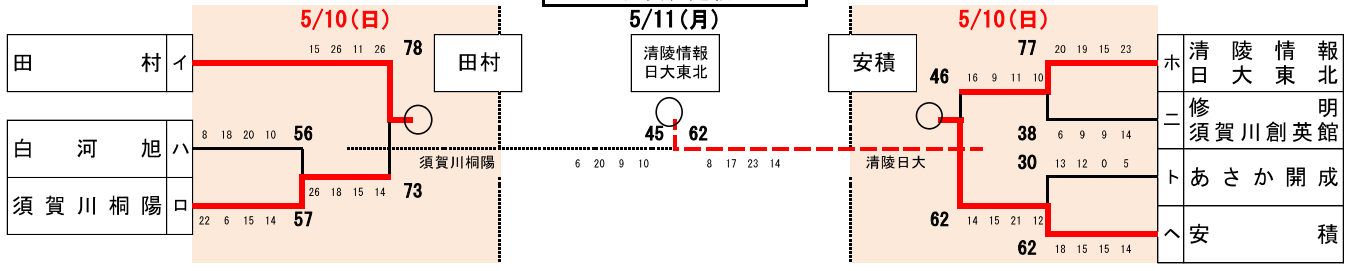 5/10(日)
5/11(月)
5/10(日)
田村 イ
15 26 11 26 78
田村
清陵情報
日大東北
安積
46
77 20 19 15 23
ホ 清陵情報
日大東北
16 9 11 10
白河旭 ハ
8 18 20 10 56
45 62
38 6 9 9 14
ニ 修明
須賀川創英館
須賀川桐陽
6 20 9 10
8 17 23 14
清陵日大
30 13 12 0 5
ト あさか開成
26 18 15 14 73
須賀川桐陽 ロ
22 6 15 14 57
62 14 15 21 12
62 18 15 15 14
ヘ 安積